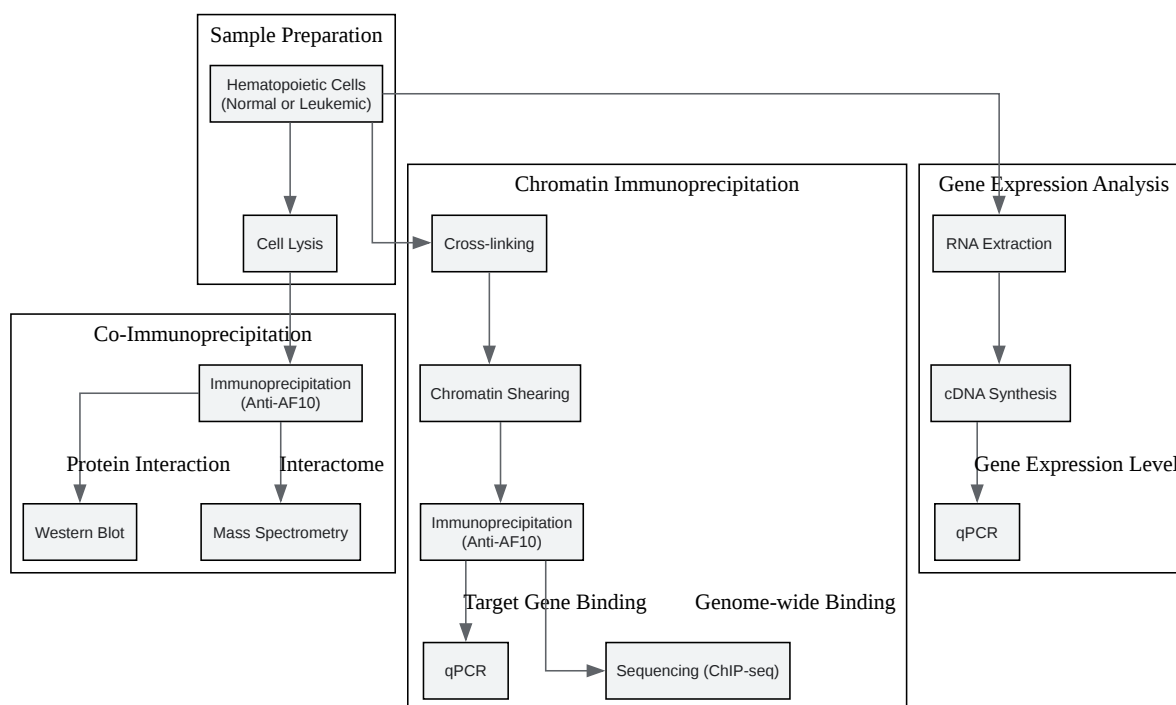 Sample Preparation
Hematopoietic Cells
(Normal or Leukemic)
Cell Lysis
Co-Immunoprecipitation
Immunoprecipitation
(Anti-AF10)
Protein Interaction
Interactome
Western Blot
Mass Spectrometry
Chromatin Immunoprecipitation
Cross-linking
Chromatin Shearing
Immunoprecipitation
(Anti-AF10)
Target Gene Binding
Genome-wide Binding
qPCR
Sequencing (ChIP-seq)
Gene Expression Analysis
RNA Extraction
cDNA Synthesis
Gene Expression Level
qPCR